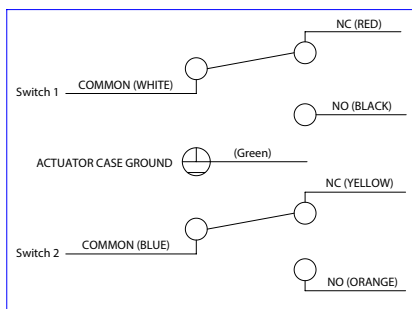 NC (RED)
COMMON (WHITE)
Switch 1
NO (BLACK)
(Green)
ACTUATOR CASE GROUND
NC (YELLOW)
COMMON (BLUE)
Switch 2
NO (ORANGE)